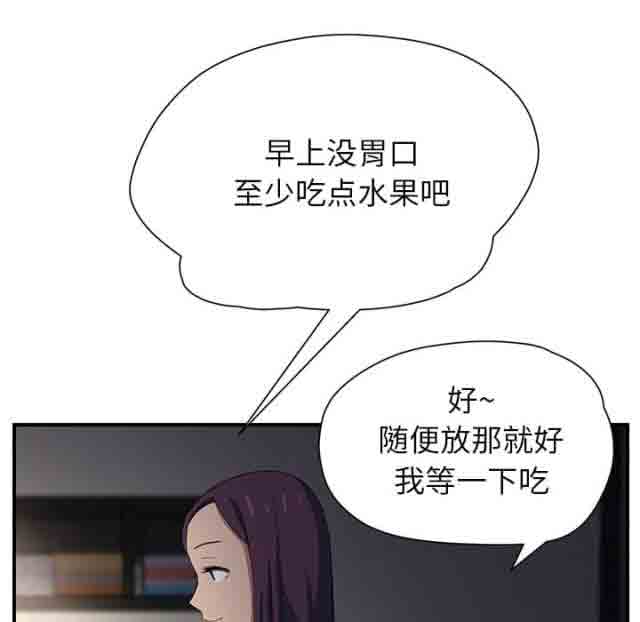 早上没胃口
至少吃点水果吧
好~
随便放那就好
我等一下吃